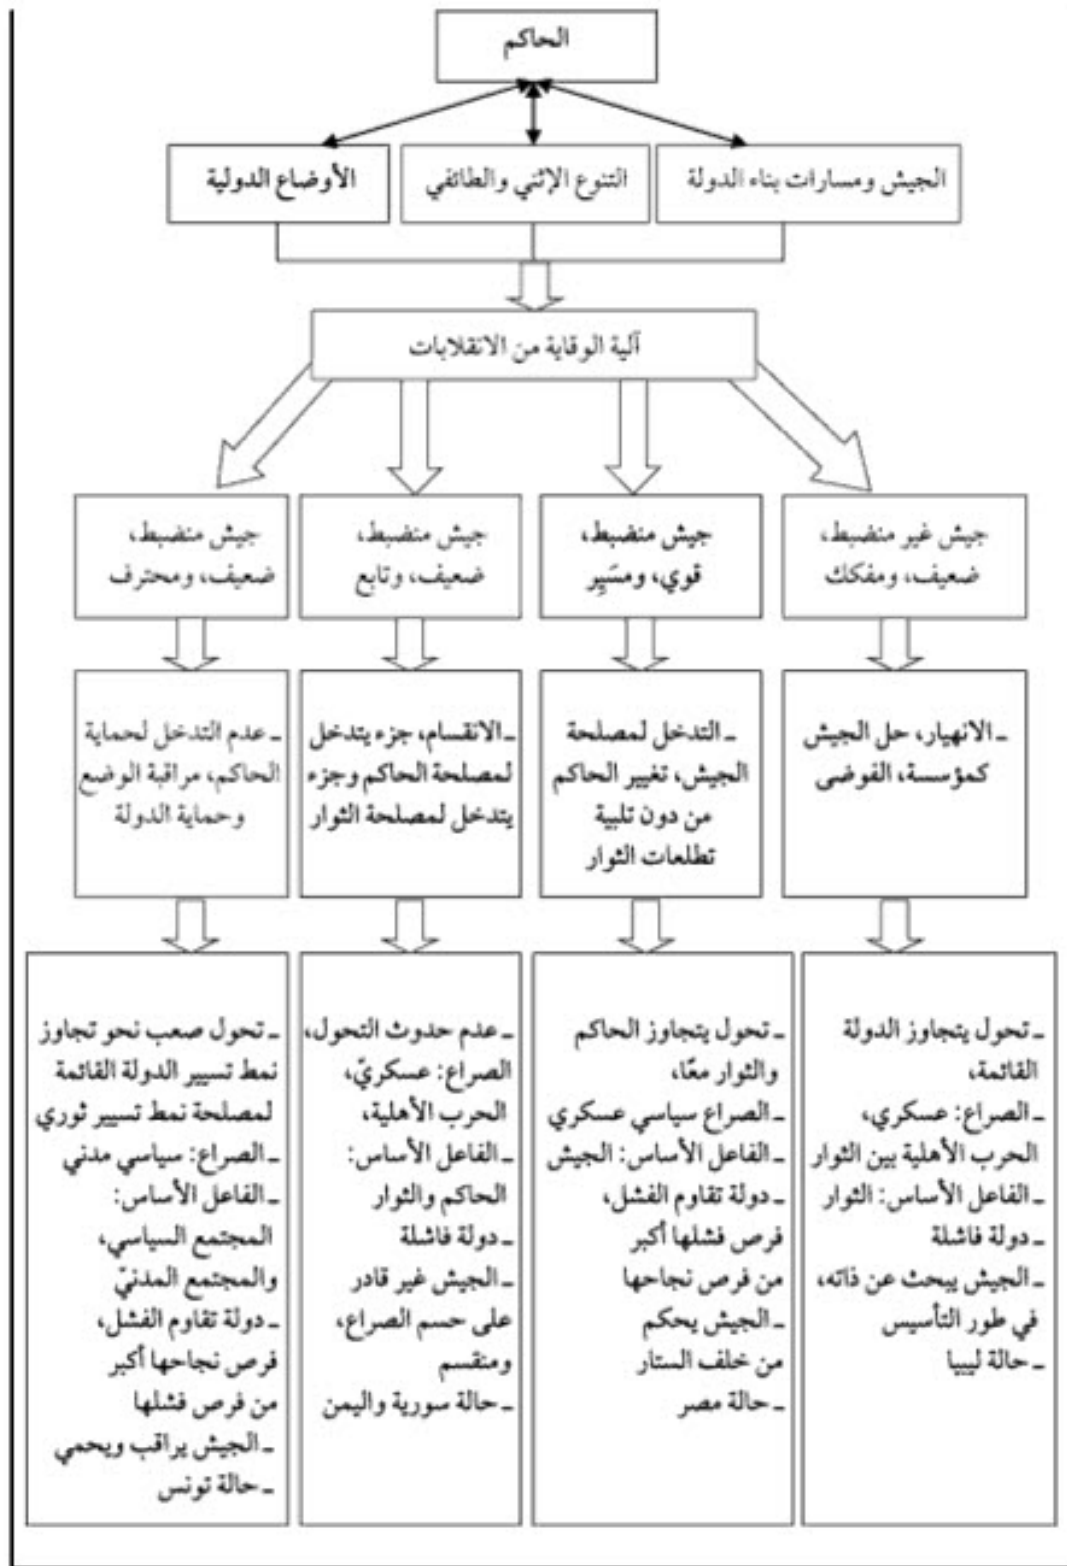 الحاكم
الجيش ومسارات بناء الدولة
التنوع الإثني والطائفي
الأوضاع الدولية
آلية الوقاية من الانقلابات
جيش غير منضبط،
ضعيف، ومفكك
جيش منضبط،
قوي، ومسَيِر
جيش منضبط،
ضعيف، وتابع
جيش منضبط،
ضعيف، ومحترف
ـ الانهيار، حل الجيش
كمؤسسة، الفوضى
ـ التدخل لمصلحة
الجيش، تغيير الحاكم
من دون تلبية
تطلعات الثوار
ـ الانقسام، جزء يتدخل
لمصلحة الحاكم وجزء
يتدخل لمصلحة الثوار
ـ عدم التدخل لحماية
الحاكم، مراقبة الوضع
وحماية الدولة
ـ تحول يتجاوز الدولة
القائمة،
ـ الصراع: عسكري،
الحرب الأهلية بين الثوار
ـ الفاعل الأساس: الثوار
ـ دولة فاشلة
ـ الجيش يبحث عن ذاته،
في طور التأسيس
ـ حالة ليبيا
ـ تحول يتجاوز الحاكم
والثوار معًا،
ـ الصراع سياسي عسكري
ـ الفاعل الأساس: الجيش
ـ دولة تقاوم الفشل،
فرص فشلها أكبر
من فرص نجاحها
ـ الجيش يحكم
من خلف الستار
ـ حالة مصر
ـ عدم حدوث التحول،
الصراع: عسكريّ،
الحرب الأهلية،
ـ الفاعل الأساس:
الحاكم والثوار
ـ دولة فاشلة
ـ الجيش غير قادر
على حسم الصراع،
ومنقسم
ـ حالة سورية واليمن
ـ تحول صعب نحو تجاوز
نمط تسيير الدولة القائمة
لمصلحة نمط تسيير ثوري
ـ الصراع: سياسي مدني
ـ الفاعل الأساس:
المجتمع السياسي،
والمجتمع المدنيّ
ـ دولة تقاوم الفشل،
فرص نجاحها أكبر
من فرص فشلها
ـ الجيش يراقب ويحمي
ـ حالة تونس